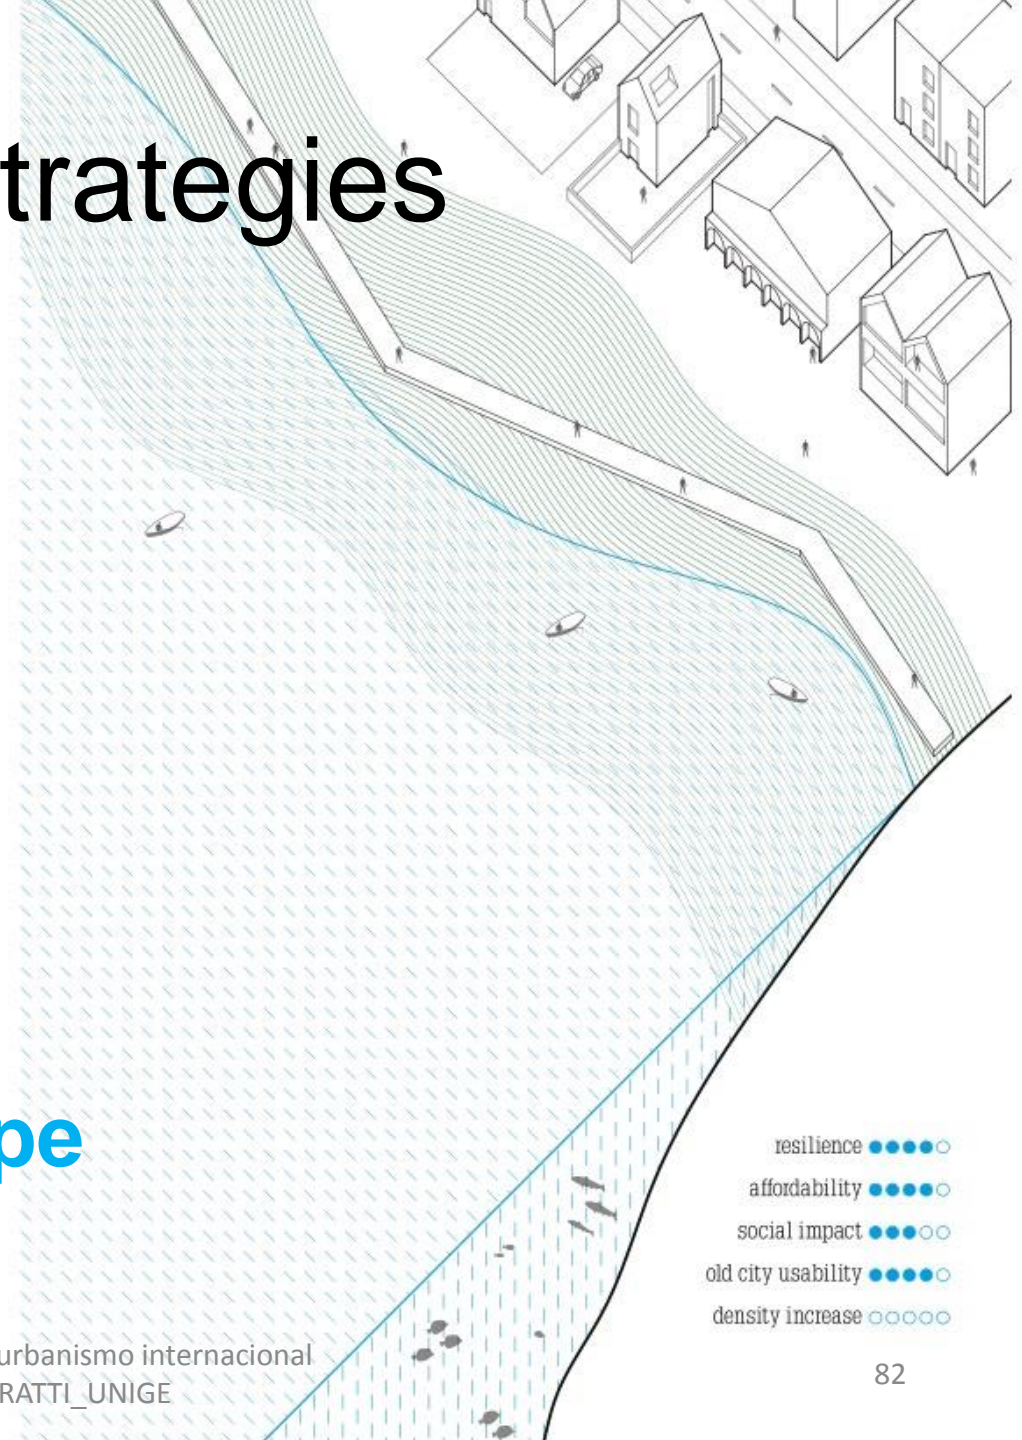 trategies
pe
resilience
affordability
social impact
old city usability
density increase
urbanismo internacional
RATTI_UNIGE
82